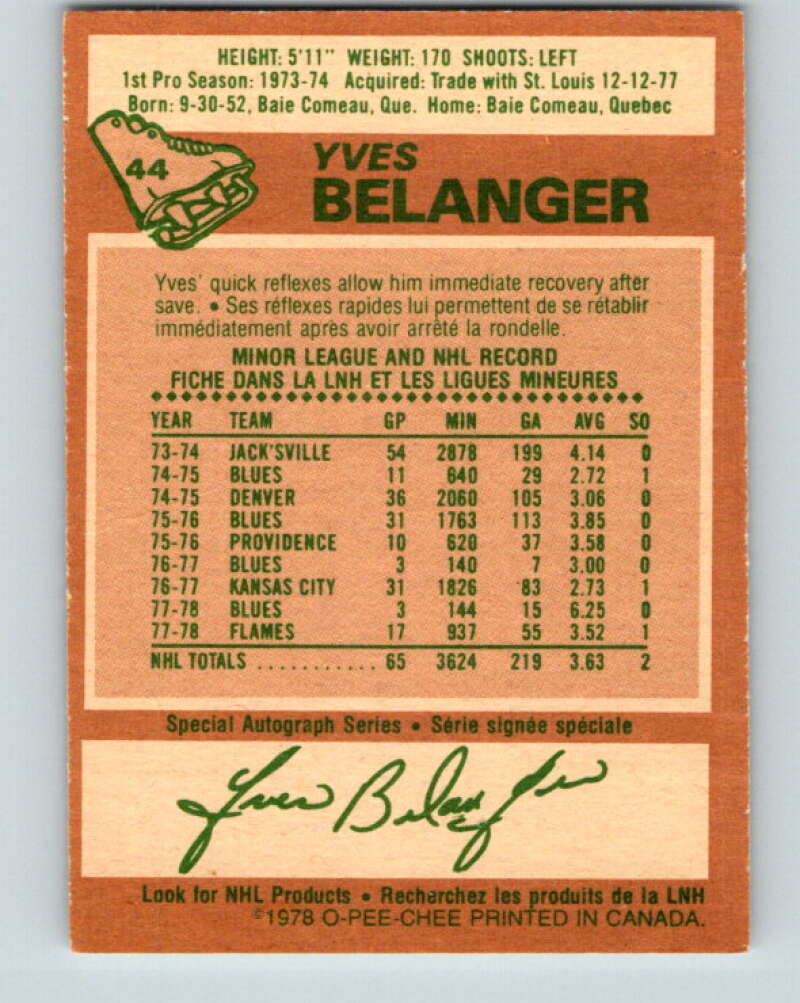 HEIGHT: 5'11" WEIGHT: 170 SHOOTS: LEFT
1st Pro Season: 1973-74 Acquired: Trade with St. Louis 12-12-77
Born: 9-30-52, Baie Comeau, Que. Home: Baie Comeau, Quebec
44
YVES
BELANGER
Yves' quick reflexes allow him immediate recovery after
save. • Ses réflexes rapides lui permettent de se rétablir
immédiatement après avoir arrêté la rondelle.
MINOR LEAGUE AND NHL RECORD
FICHE DANS LA LNH ET LES LIGUES MINEURES
YEAR TEAM GP MIN GA AVG SO
73-74 JACK'SVILLE 54 2878 199 4.14 0
74-75 BLUES 11 640 29 2.72 1
74-75 DENVER 36 2060 105 3.06 0
75-76 BLUES 31 1763 113 3.85 0
75-76 PROVIDENCE 10 620 37 3.58 0
76-77 BLUES 3 140 7 3.00 0
76-77 KANSAS CITY 31 1826 83 2.73 1
77-78 BLUES 3 144 15 6.25 0
77-78 FLAMES 17 937 55 3.52 1
NHL TOTALS ........... 65 3624 219 3.63 2
Special Autograph Series • Série signée spéciale
Yves Belanger
Look for NHL Products • Recherchez les produits de la LNH
©1978 O-PEE-CHEE PRINTED IN CANADA.